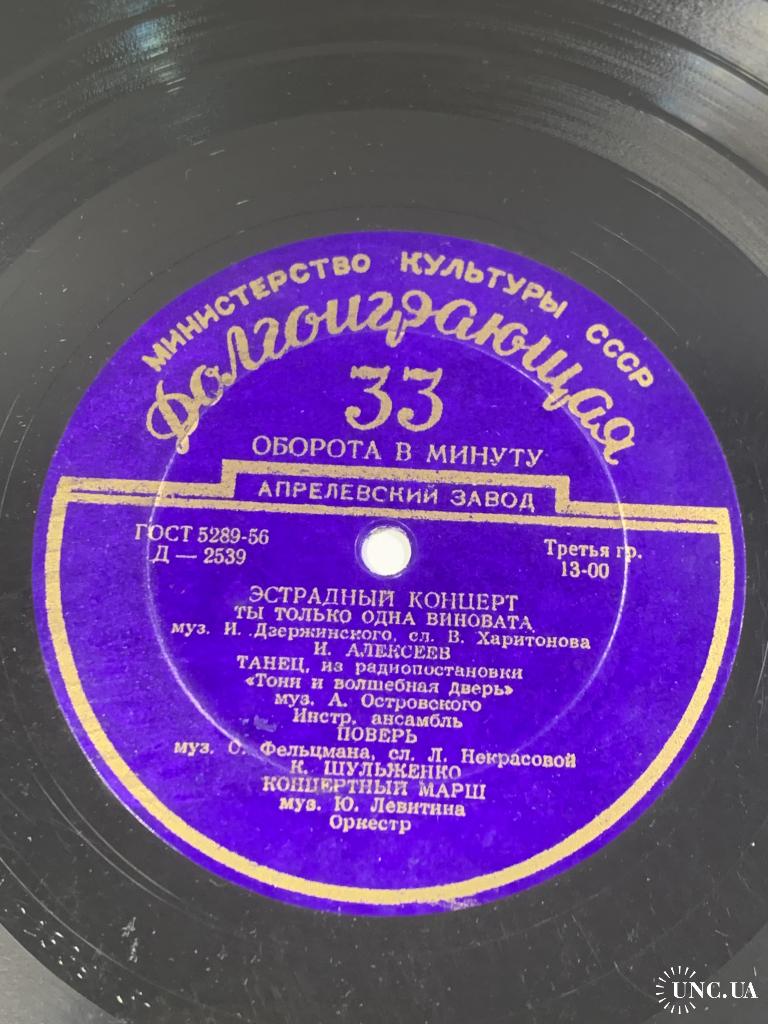 МИНИСТЕРСТВО КУЛЬТУРЫ СССР
Долгоиграющая
33
ОБОРОТА В МИНУТУ
АПРЕЛЕВСКИЙ ЗАВОД
ГОСТ 5289-56
Д — 2539
Третья гр.
13-00
ЭСТРАДНЫЙ КОНЦЕРТ
ТЫ ТОЛЬКО ОДНА ВИНОВАТА
муз. И. Дзержинского, сл. В. Харитонова
И. АЛЕКСЕЕВ
ТАНЕЦ, из радиопостановки
«Тонн и волшебная дверь»
муз. А. Островского
Инстр. ансамбль
ПОВЕРЬ
муз. О. Фельцмана, сл. Л. Некрасовой
К. ШУЛЬЖЕНКО
КОНЦЕРТНЫЙ МАРШ
муз. Ю. Левитина
Оркестр
UNC.UA